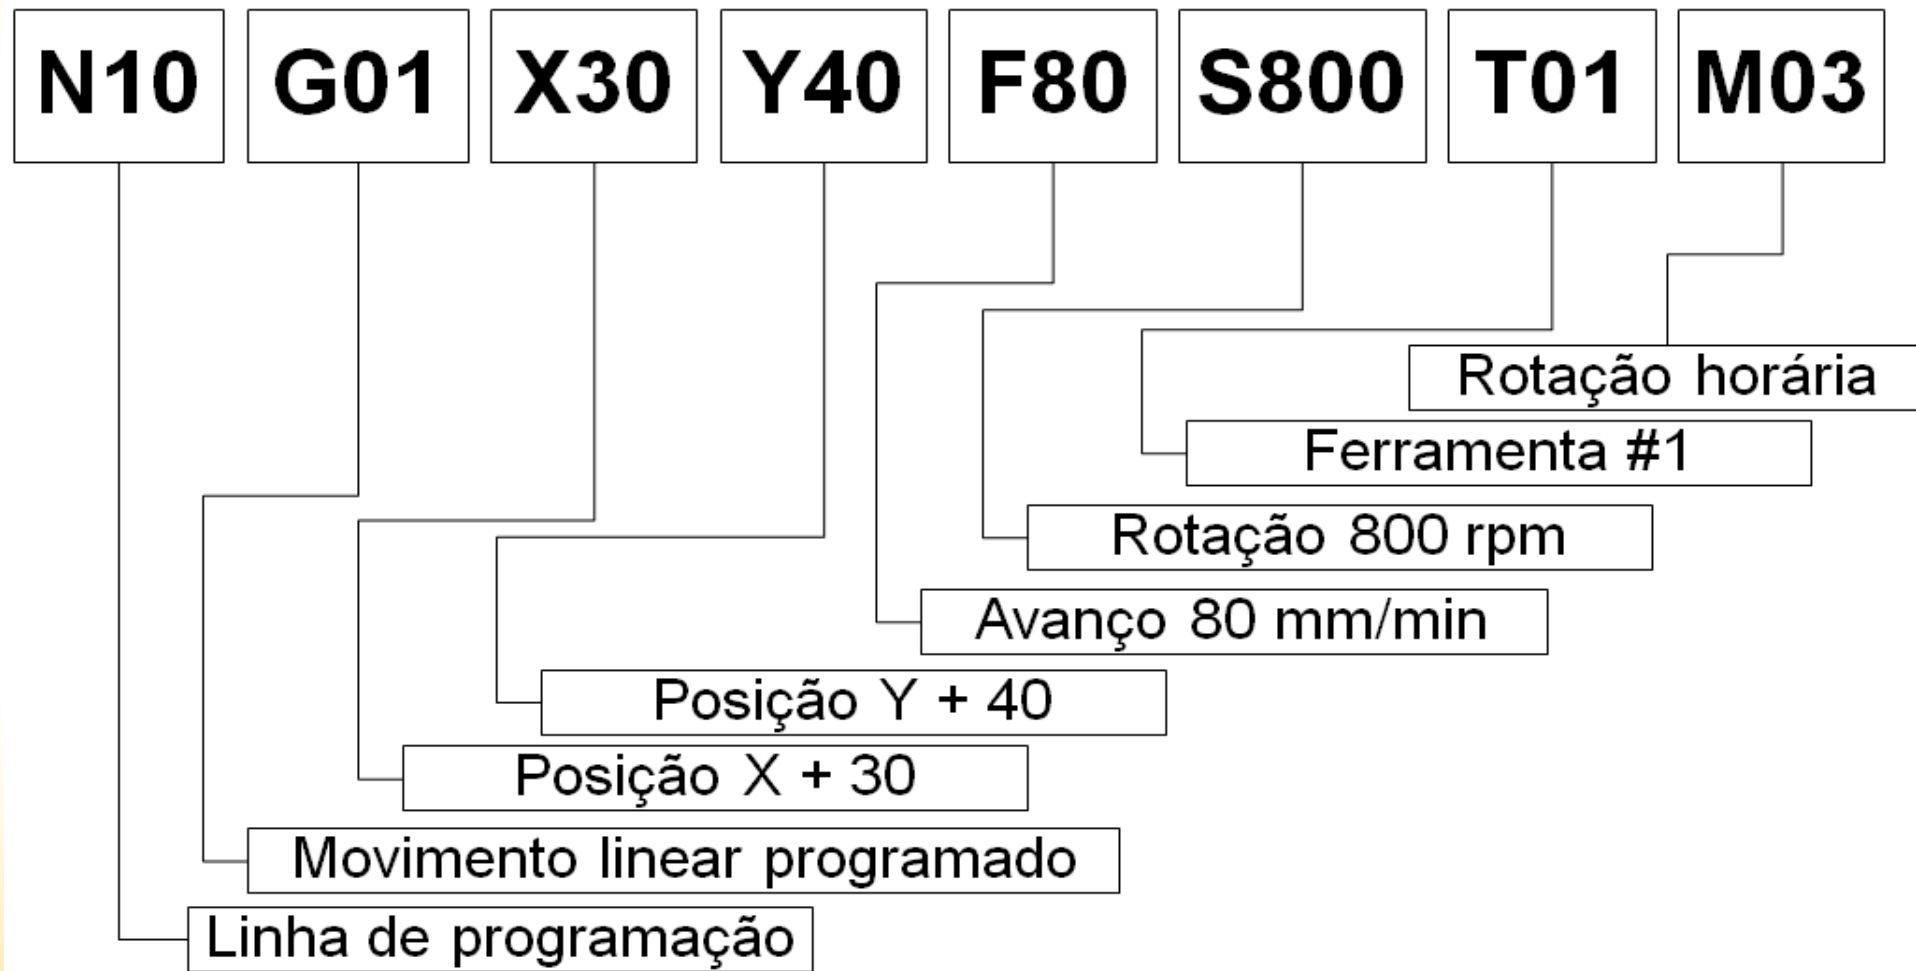 N10 G01 X30 Y40 F80 S800 T01 M03
Rotação horária
Ferramenta #1
Rotação 800 rpm
Avanço 80 mm/min
Posição Y + 40
Posição X + 30
Movimento linear programado
Linha de programação